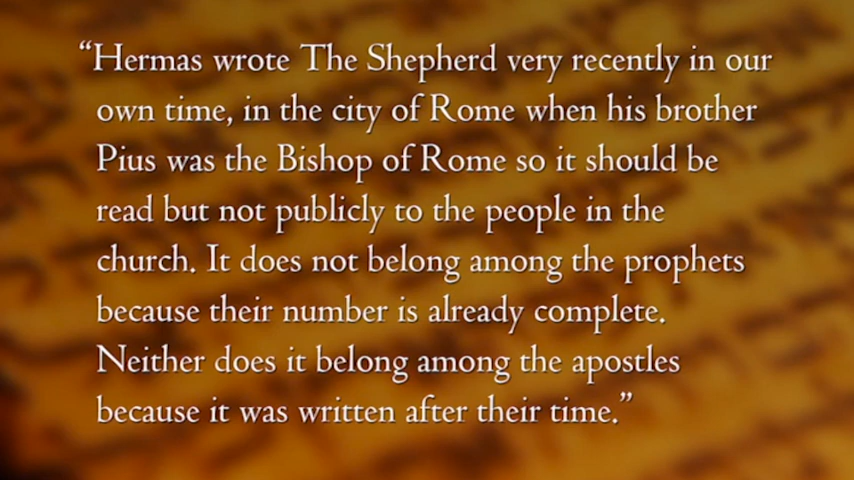 “Hermas wrote The Shepherd very recently in our
own time, in the city of Rome when his brother
Pius was the Bishop of Rome so it should be
read but not publicly to the people in the
church. It does not belong among the prophets
because their number is already complete.
Neither does it belong among the apostles
because it was written after their time.”